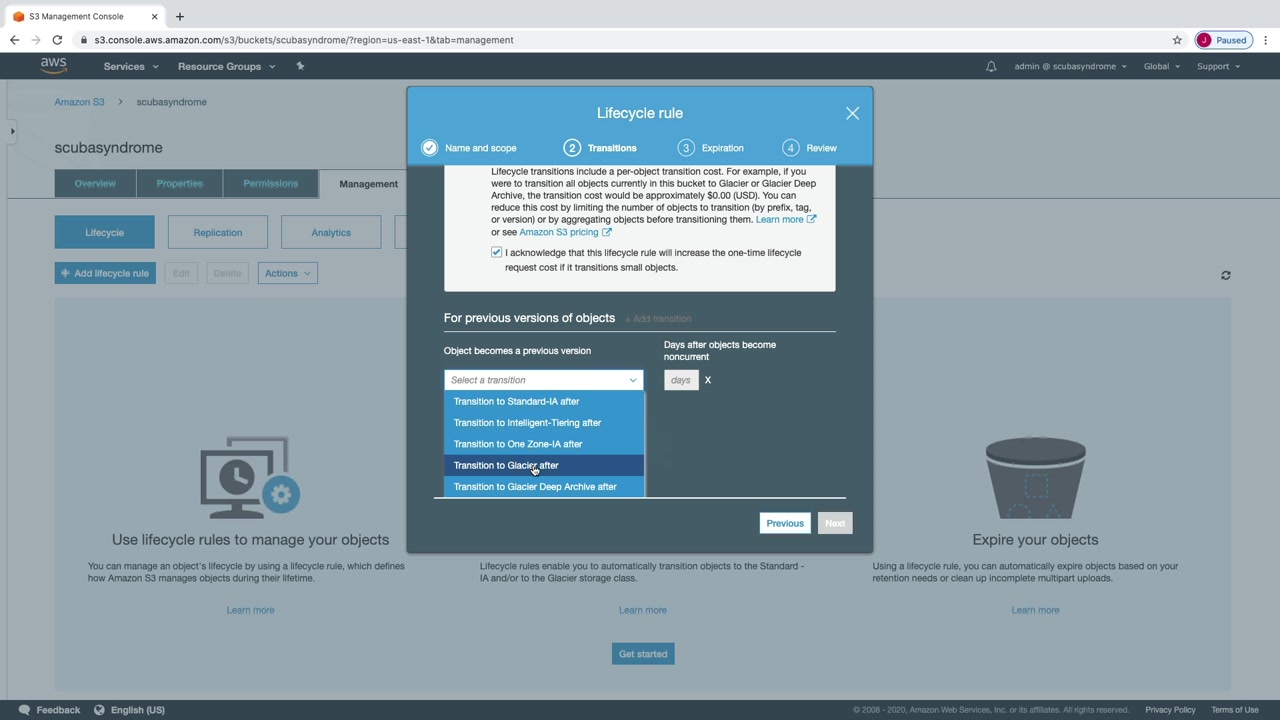 S3 Management Console
s3.console.aws.amazon.com/s3/buckets/scubasyndrome/?region=us-east-1&tab=management
J Paused
aws Services Resource Groups admin @ scubasyndrome Global Support
Amazon S3 > scubasyndrome
scubasyndrome
Overview Properties Permissions Management
Lifecycle Replication Analytics
+ Add lifecycle rule Edit Delete Actions
Lifecycle rule
Name and scope 2 Transitions 3 Expiration 4 Review
Lifecycle transitions include a per-object transition cost. For example, if you
were to transition all objects currently in this bucket to Glacier or Glacier Deep
Archive, the transition cost would be approximately $0.00 (USD). You can
reduce this cost by limiting the number of objects to transition (by prefix, tag,
or version) or by aggregating objects before transitioning them. Learn more
or see Amazon S3 pricing
I acknowledge that this lifecycle rule will increase the one-time lifecycle
request cost if it transitions small objects.
For previous versions of objects + Add transition
Object becomes a previous version
Days after objects become
noncurrent
Select a transition
days X
Transition to Standard-IA after
Transition to Intelligent-Tiering after
Transition to One Zone-IA after
Transition to Glacier after
Transition to Glacier Deep Archive after
Previous Next
Use lifecycle rules to manage your objects
You can manage an object's lifecycle by using a lifecycle rule, which defines
how Amazon S3 manages objects during their lifetime.
Learn more
Lifecycle rules enable you to automatically transition objects to the Standard -
IA and/or to the Glacier storage class.
Learn more
Expire your objects
Using a lifecycle rule, you can automatically expire objects based on your
retention needs or clean up incomplete multipart uploads.
Learn more
Get started
Feedback English (US) © 2008 - 2020, Amazon Web Services, Inc. or its affiliates. All rights reserved. Privacy Policy Terms of Use